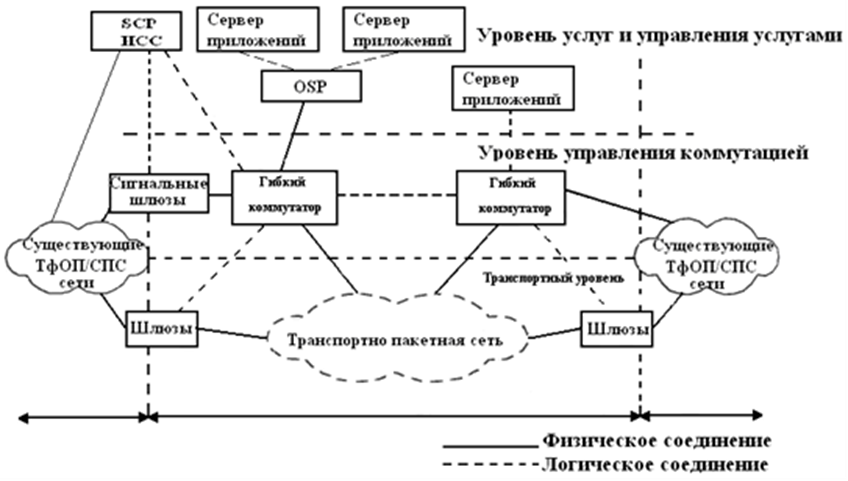 SCP
ИСС
Сервер
приложений
Сервер
приложений
Уровень услуг и управления услугами
OSP
Сервер
приложений
Уровень управления коммутацией
Сигнальные
шлюзы
Гибкий
коммутатор
Гибкий
коммутатор
Существующие
ТфОП/СПС
сети
Существующие
ТфОП/СПС
сети
Транспортный уровень
Шлюзы
Транспортно пакетная сеть
Шлюзы
Физическое соединение
Логическое соединение